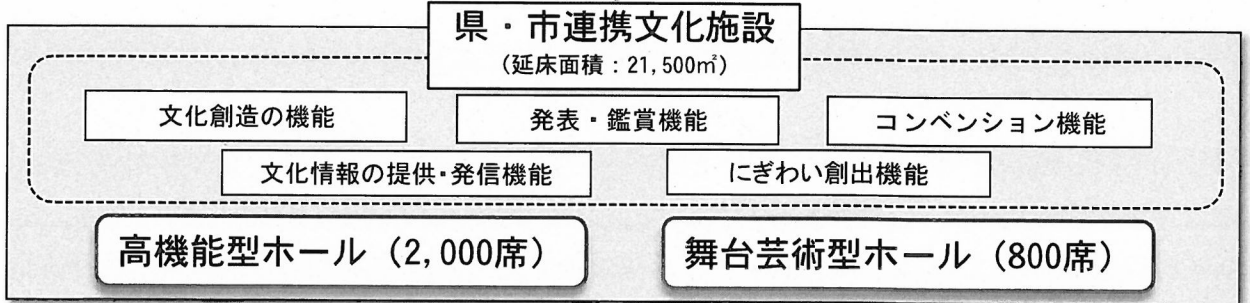 県・市連携文化施設
(延床面積：21,500㎡)
文化創造の機能
発表・鑑賞機能
コンベンション機能
文化情報の提供・発信機能
にぎわい創出機能
高機能型ホール（2,000席）
舞台芸術型ホール（800席）